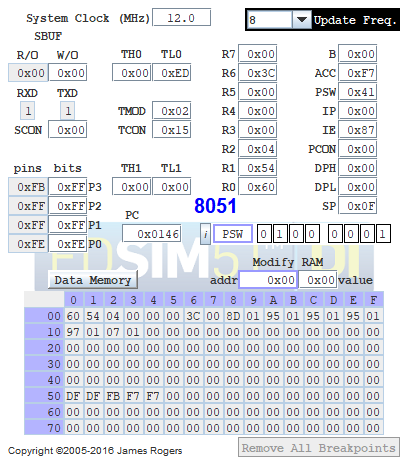 System Clock (MHz) 12.0 8 Update Freq.
SBUF
R/O W/O TH0 TL0 R7 0x00 B 0x00
0x00 0x00 0x00 0xED R6 0x3C ACC 0xF7
RXD TXD R5 0x00 PSW 0x41
1 1 TMOD 0x02 R4 0x00 IP 0x00
SCON 0x00 TCON 0x15 R3 0x00 IE 0x87
R2 0x04 PCON 0x00
pins bits TH1 TL1 R1 0x54 DPH 0x00
0xFB 0xFF P3 0x00 0x00 R0 0x60 DPL 0x00
0xFF 0xFF P2 8051 SP 0x0F
0xFF 0xFF P1 PC
0xFE 0xFE P0 0x0146 i PSW 0 1 0 0 0 0 0 1
Modify RAM
Data Memory addr 0x00 0x00 value
0 1 2 3 4 5 6 7 8 9 A B C D E F
00 60 54 04 00 00 00 3C 00 8D 01 95 01 95 01 95 01
10 97 01 07 01 00 00 00 00 00 00 00 00 00 00 00 00
20 00 00 00 00 00 00 00 00 00 00 00 00 00 00 00 00
30 00 00 00 00 00 00 00 00 00 00 00 00 00 00 00 00
40 00 00 00 00 00 00 00 00 00 00 00 00 00 00 00 00
50 DF DF FB F7 F7 00 00 00 00 00 00 00 00 00 00 00
60 00 00 00 00 00 00 00 00 00 00 00 00 00 00 00 00
70 00 00 00 00 00 00 00 00 00 00 00 00 00 00 00 00
Copyright ©2005-2016 James Rogers Remove All Breakpoints